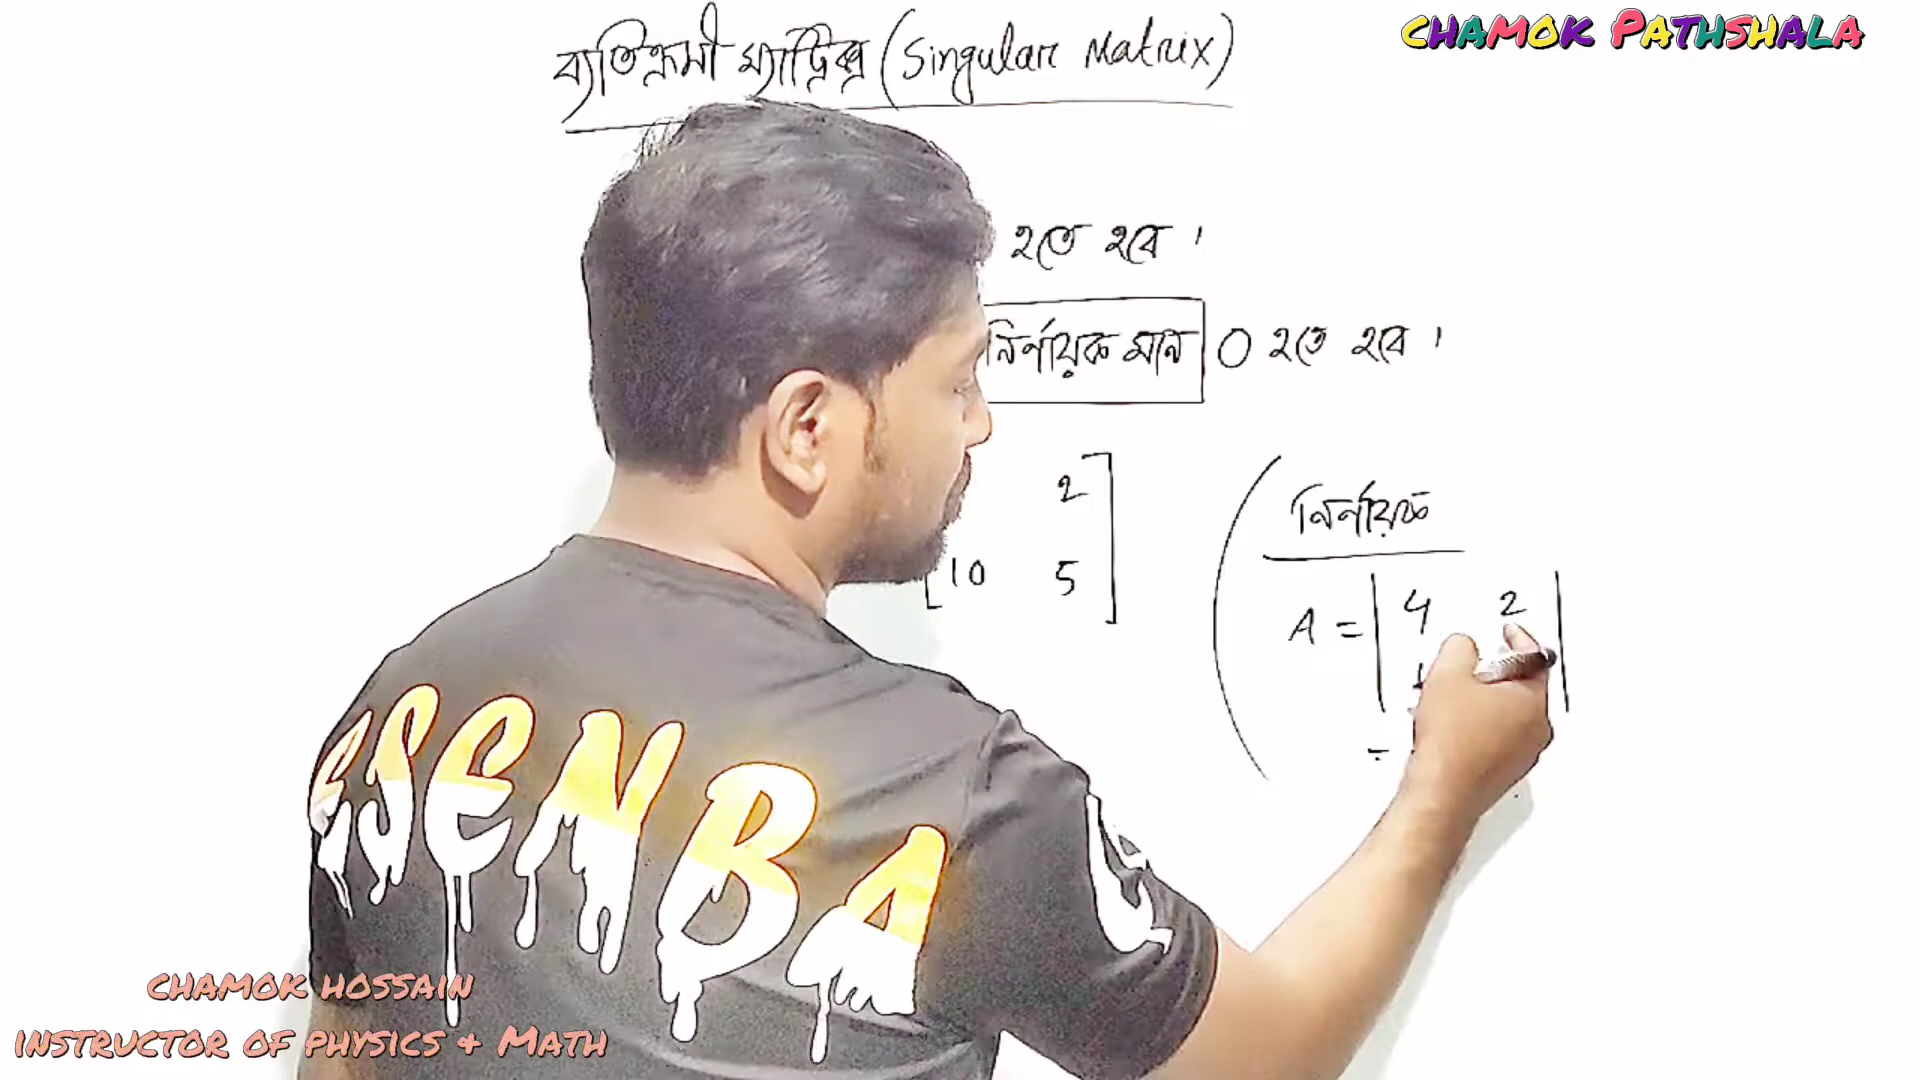 CHAMOK PATHSHALA
ব্যতিক্রমী ম্যাট্রিক্স (Singular Matrix)
হতে হবে ।
নির্ণায়ক মান 0 হতে হবে ।
2
10 5
নির্ণায়ক
A = | 4 2 |
=
ESENBA
CHAMOK HOSSAIN
INSTRUCTOR OF PHYSICS & MATH